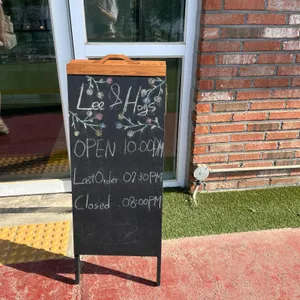 Lee & Hays
OPEN 10:00AM
Last Order 07:30PM
Closed 08:00PM